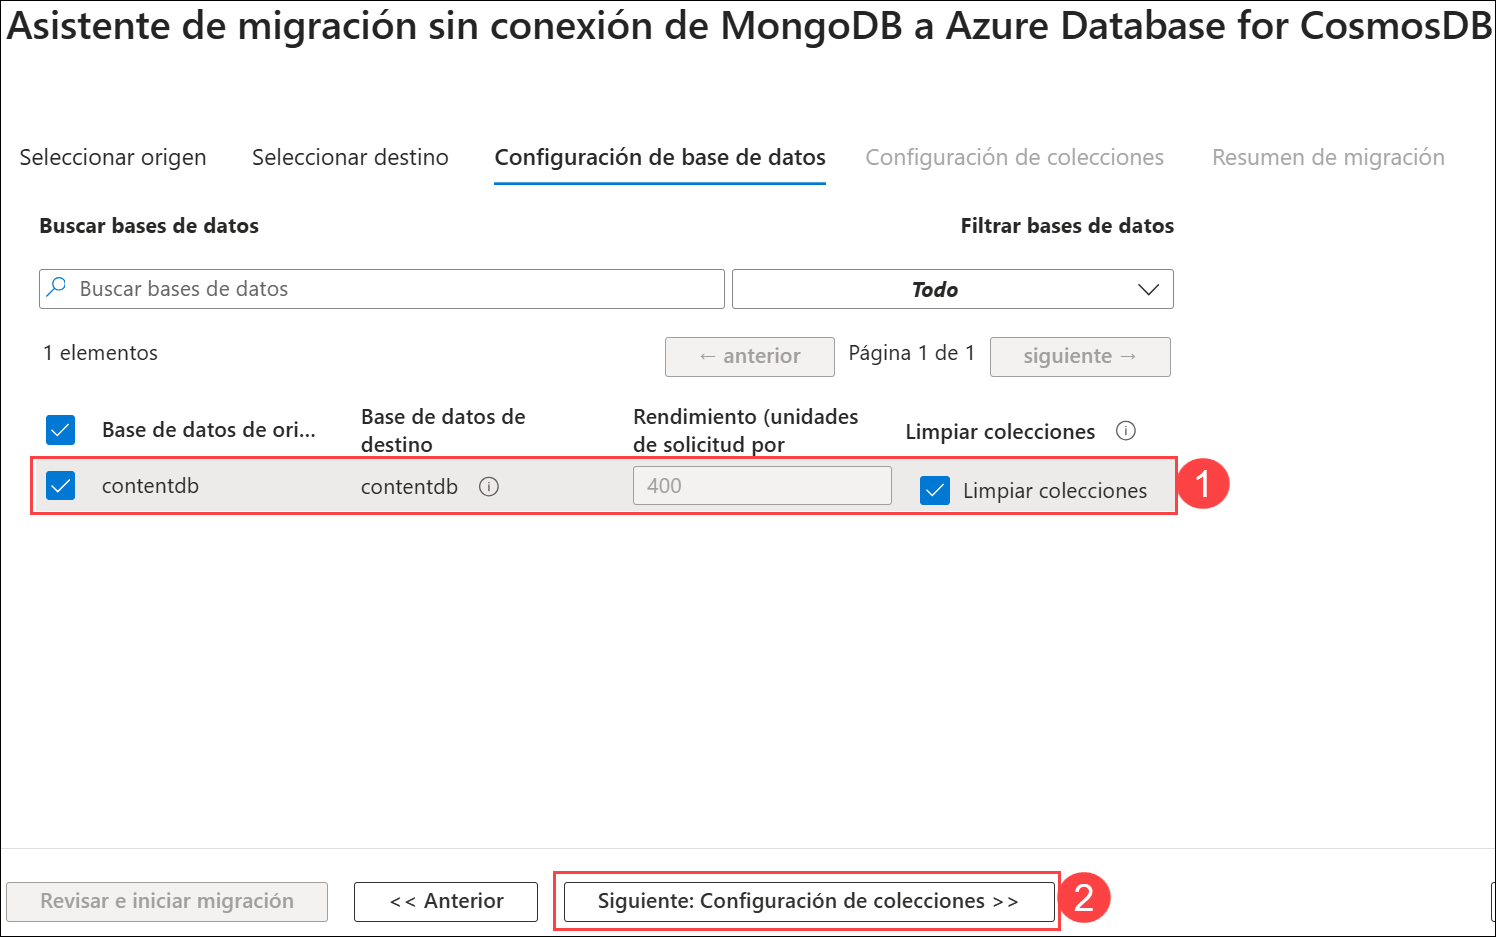 Asistente de migración sin conexión de MongoDB a Azure Database for CosmosDB
Seleccionar origen Seleccionar destino Configuración de base de datos Configuración de colecciones Resumen de migración
Buscar bases de datos Filtrar bases de datos
Buscar bases de datos Todo
1 elementos ← anterior Página 1 de 1 siguiente →
Base de datos de ori... Base de datos de destino Rendimiento (unidades de solicitud por Limpiar colecciones
contentdb contentdb 400 Limpiar colecciones 1
Revisar e iniciar migración << Anterior Siguiente: Configuración de colecciones >> 2